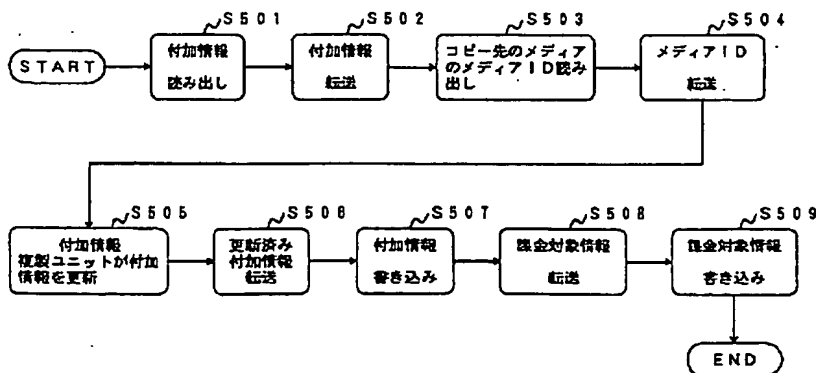 S501
S502
S503
S504
START
付加情報
読み出し
付加情報
転送
コピー先のメディア
のメディアID読み
出し
メディアID
転送
S505
S506
S507
S508
S509
付加情報
複製ユニットが付加
情報を更新
更新済み
付加情報
転送
付加情報
書き込み
課金対象情報
転送
課金対象情報
書き込み
END